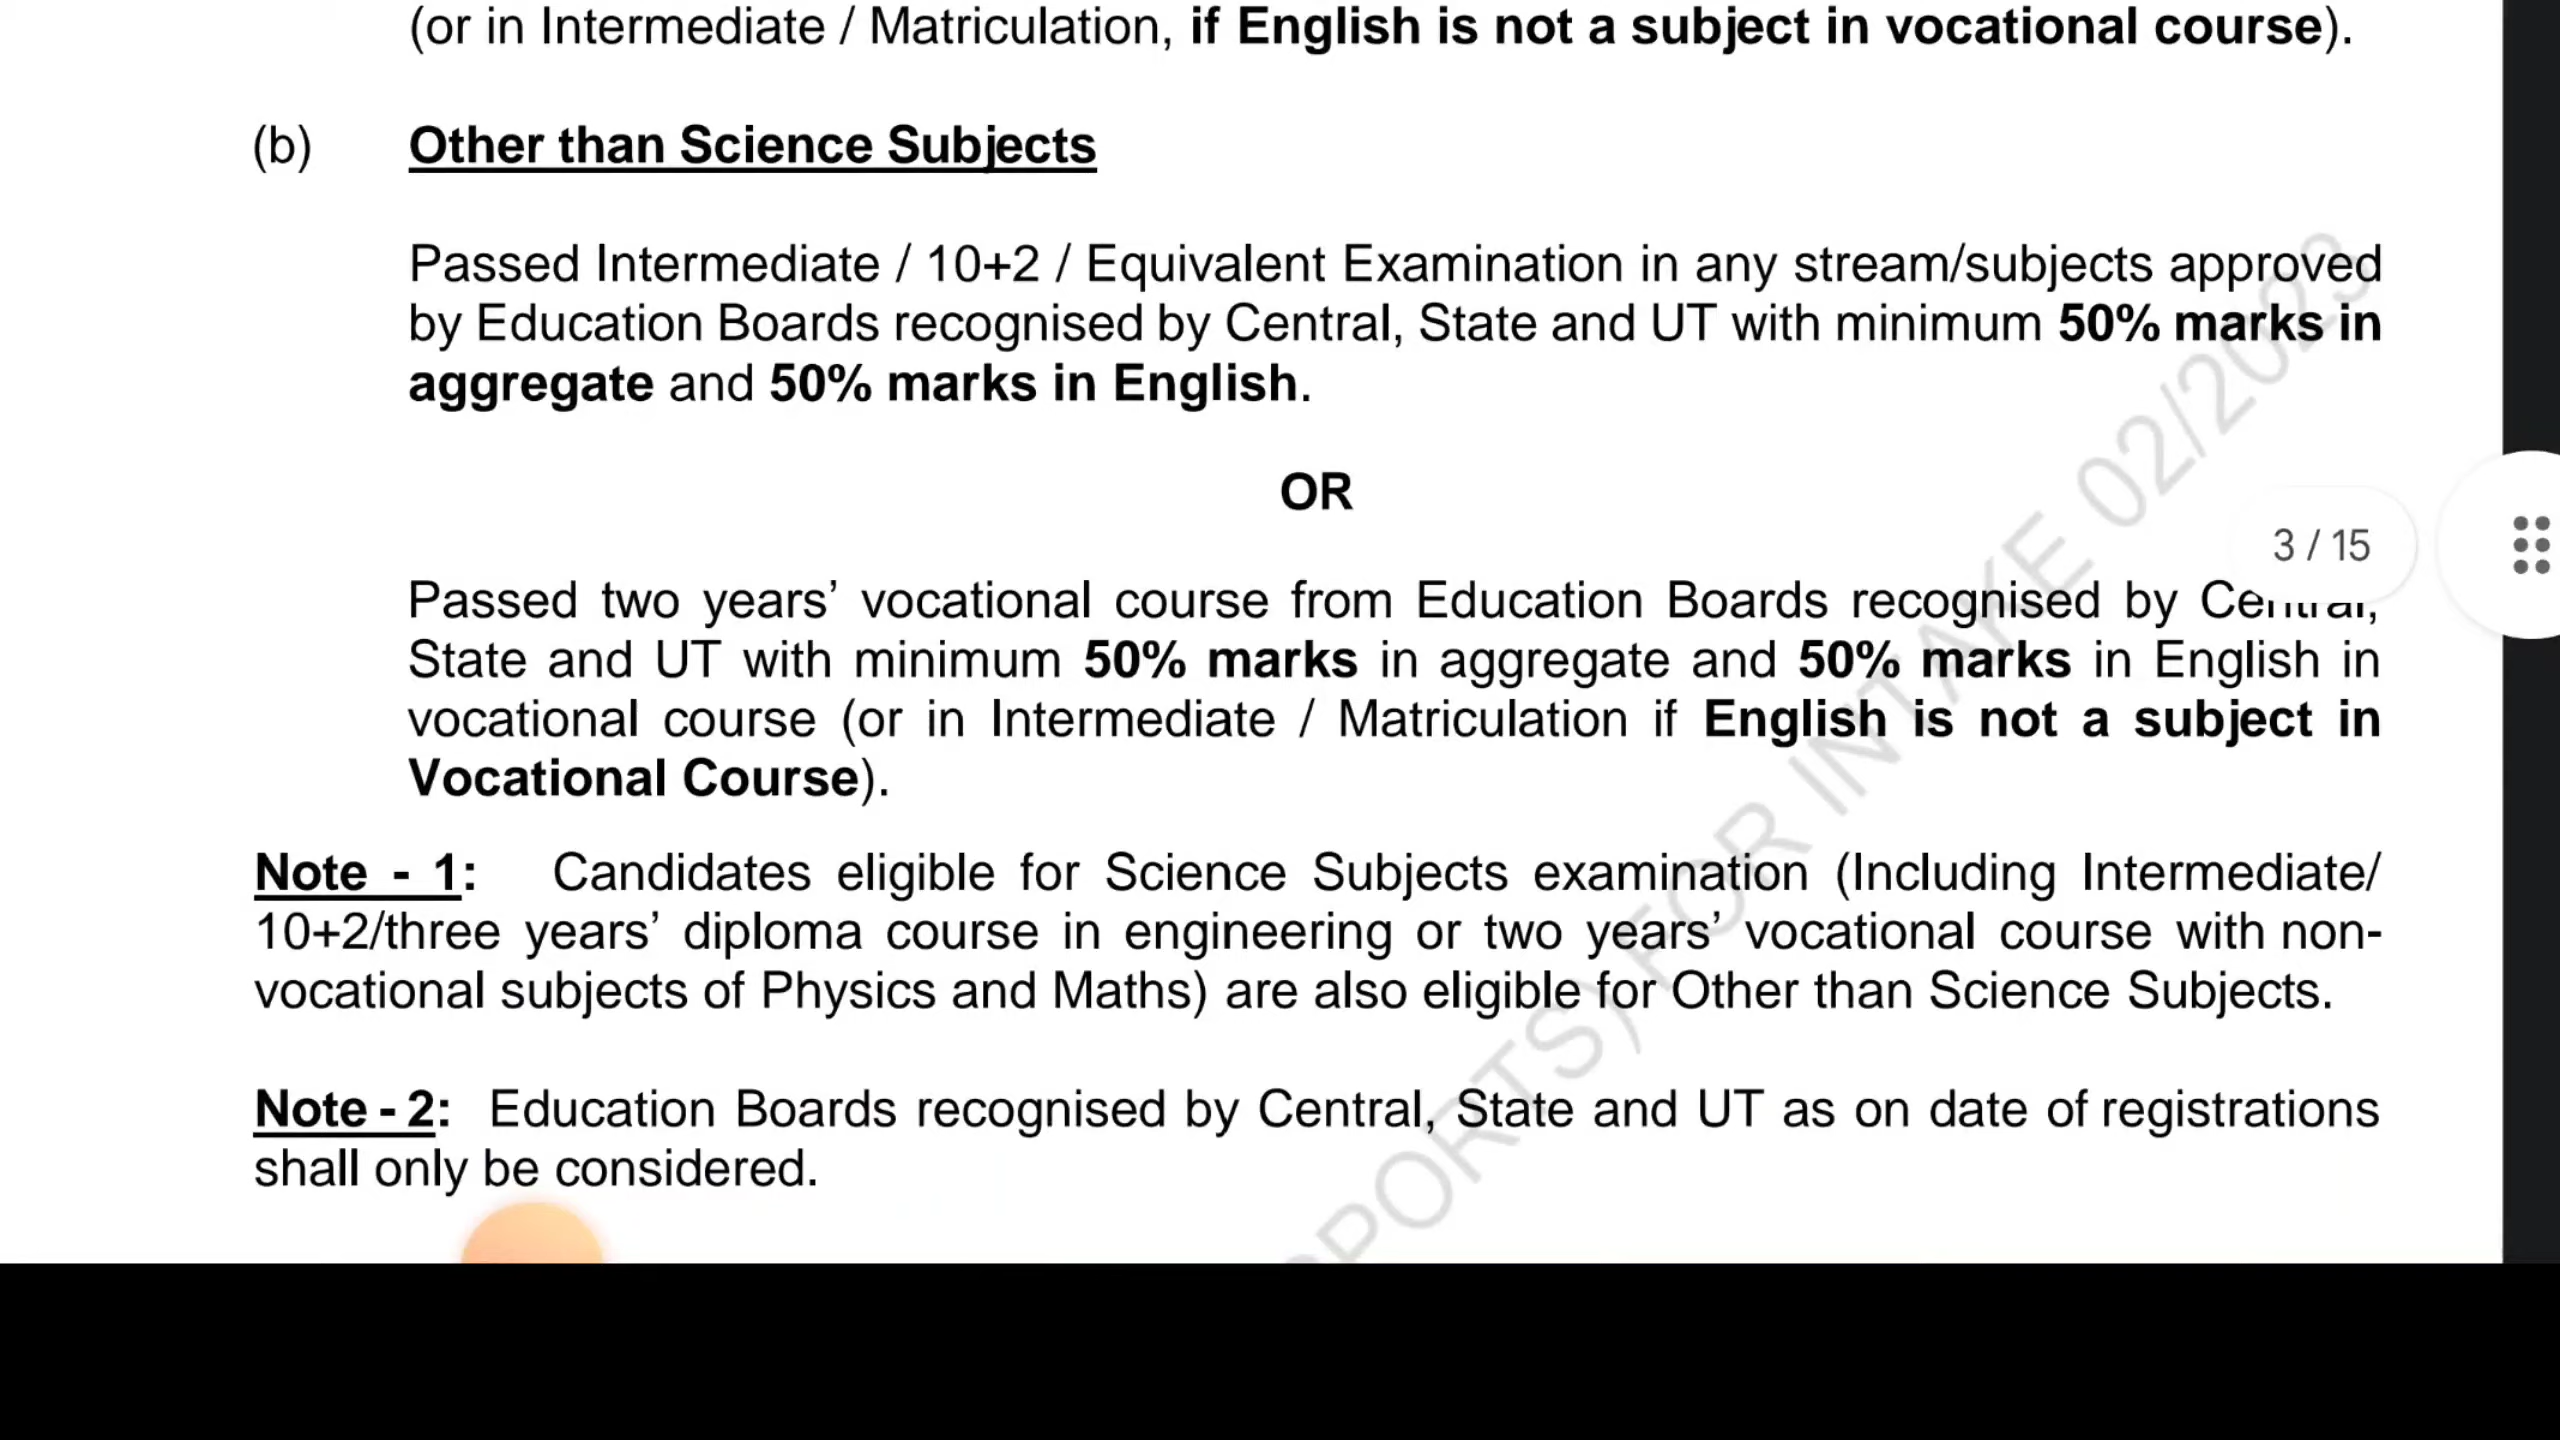 (or in Intermediate / Matriculation, if English is not a subject in vocational course).
(b) Other than Science Subjects
Passed Intermediate / 10+2 / Equivalent Examination in any stream/subjects approved
by Education Boards recognised by Central, State and UT with minimum 50% marks in
aggregate and 50% marks in English.
OR
3 / 15
Passed two years’ vocational course from Education Boards recognised by Central,
State and UT with minimum 50% marks in aggregate and 50% marks in English in
vocational course (or in Intermediate / Matriculation if English is not a subject in
Vocational Course).
Note - 1: Candidates eligible for Science Subjects examination (Including Intermediate/
10+2/three years’ diploma course in engineering or two years’ vocational course with non-
vocational subjects of Physics and Maths) are also eligible for Other than Science Subjects.
Note - 2: Education Boards recognised by Central, State and UT as on date of registrations
shall only be considered.
PORTS) FOR INTAKE 02/2023